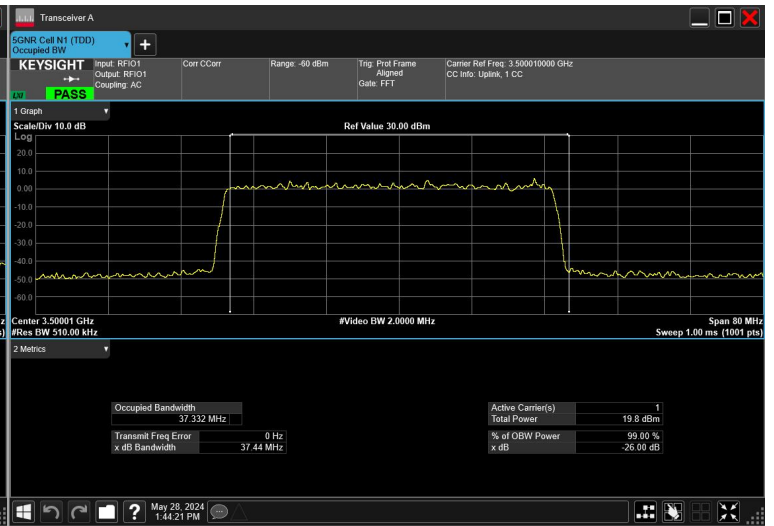 Transceiver A
5GNR Cell N1 (TDD)
Occupied BW
+
KEYSIGHT
LXI
PASS
Input: RFIO1
Output: RFIO1
Coupling: AC
Corr CCorr
Range: -60 dBm
Trig: Prot Frame
Aligned
Gate: FFT
Carrier Ref Freq: 3.500010000 GHz
CC Info: Uplink, 1 CC
1 Graph
Scale/Div 10.0 dB
Ref Value 30.00 dBm
Log
20.0
10.0
0.00
-10.0
-20.0
-30.0
-40.0
-50.0
-60.0
z
Center 3.50001 GHz
#Video BW 2.0000 MHz
Span 80 MHz
s)
#Res BW 510.00 kHz
Sweep 1.00 ms (1001 pts)
2 Metrics
Occupied Bandwidth
37.332 MHz
Transmit Freq Error 0 Hz
x dB Bandwidth 37.44 MHz
Active Carrier(s) 1
Total Power 19.8 dBm
% of OBW Power 99.00 %
x dB -26.00 dB
?
May 28, 2024
1:44:21 PM